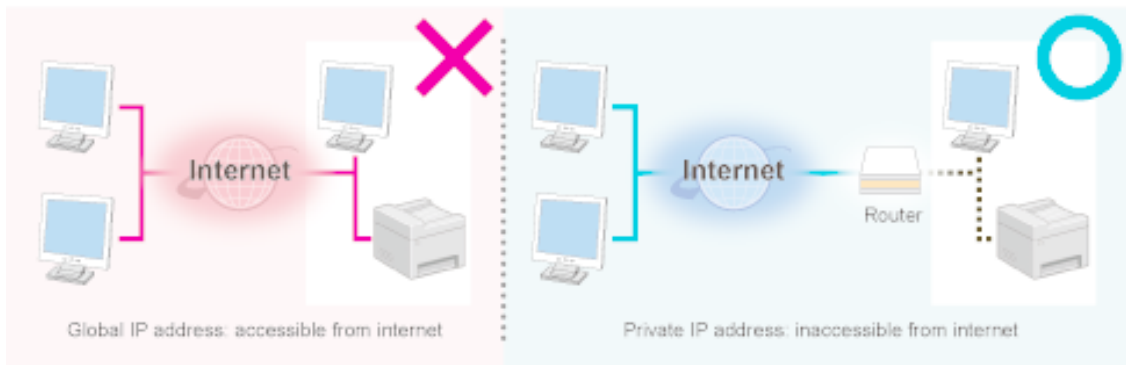 Internet
Global IP address: accessible from internet
Internet
Router
Private IP address: inaccessible from internet